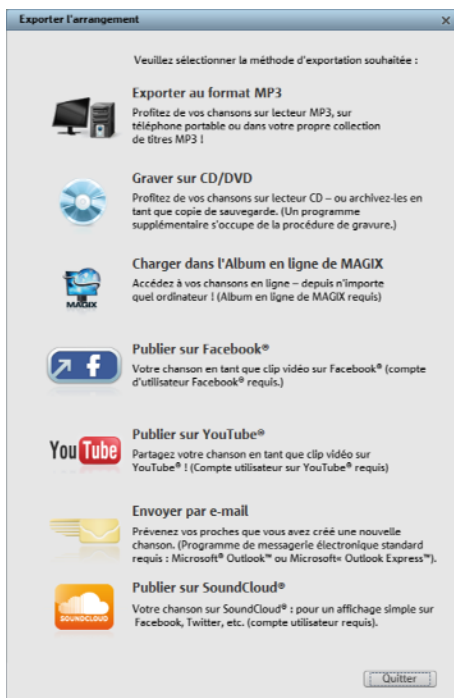 Exporter l'arrangement
Veuillez sélectionner la méthode d'exportation souhaitée :
Exporter au format MP3
Profitez de vos chansons sur lecteur MP3, sur
téléphone portable ou dans votre propre collection
de titres MP3 !
Graver sur CD/DVD
Profitez de vos chansons sur lecteur CD – ou archivez-les en
tant que copie de sauvegarde. (Un programme
supplémentaire s'occupe de la procédure de gravure.)
MAGIX
Charger dans l'Album en ligne de MAGIX
Accédez à vos chansons en ligne – depuis n'importe
quel ordinateur ! (Album en ligne de MAGIX requis)
f
Publier sur Facebook®
Votre chanson en tant que clip vidéo sur Facebook® (compte
d'utilisateur Facebook® requis.)
YouTube
Publier sur YouTube®
Partagez votre chanson en tant que clip vidéo sur
YouTube® ! (Compte utilisateur sur YouTube® requis)
Envoyer par e-mail
Prévenez vos proches que vous avez créé une nouvelle
chanson. (Programme de messagerie électronique standard
requis : Microsoft® Outlook™ ou Microsoft® Outlook Express™).
SOUNDCLOUD
Publier sur SoundCloud®
Votre chanson sur SoundCloud® : pour un affichage simple sur
Facebook, Twitter, etc. (compte utilisateur requis).
Quitter